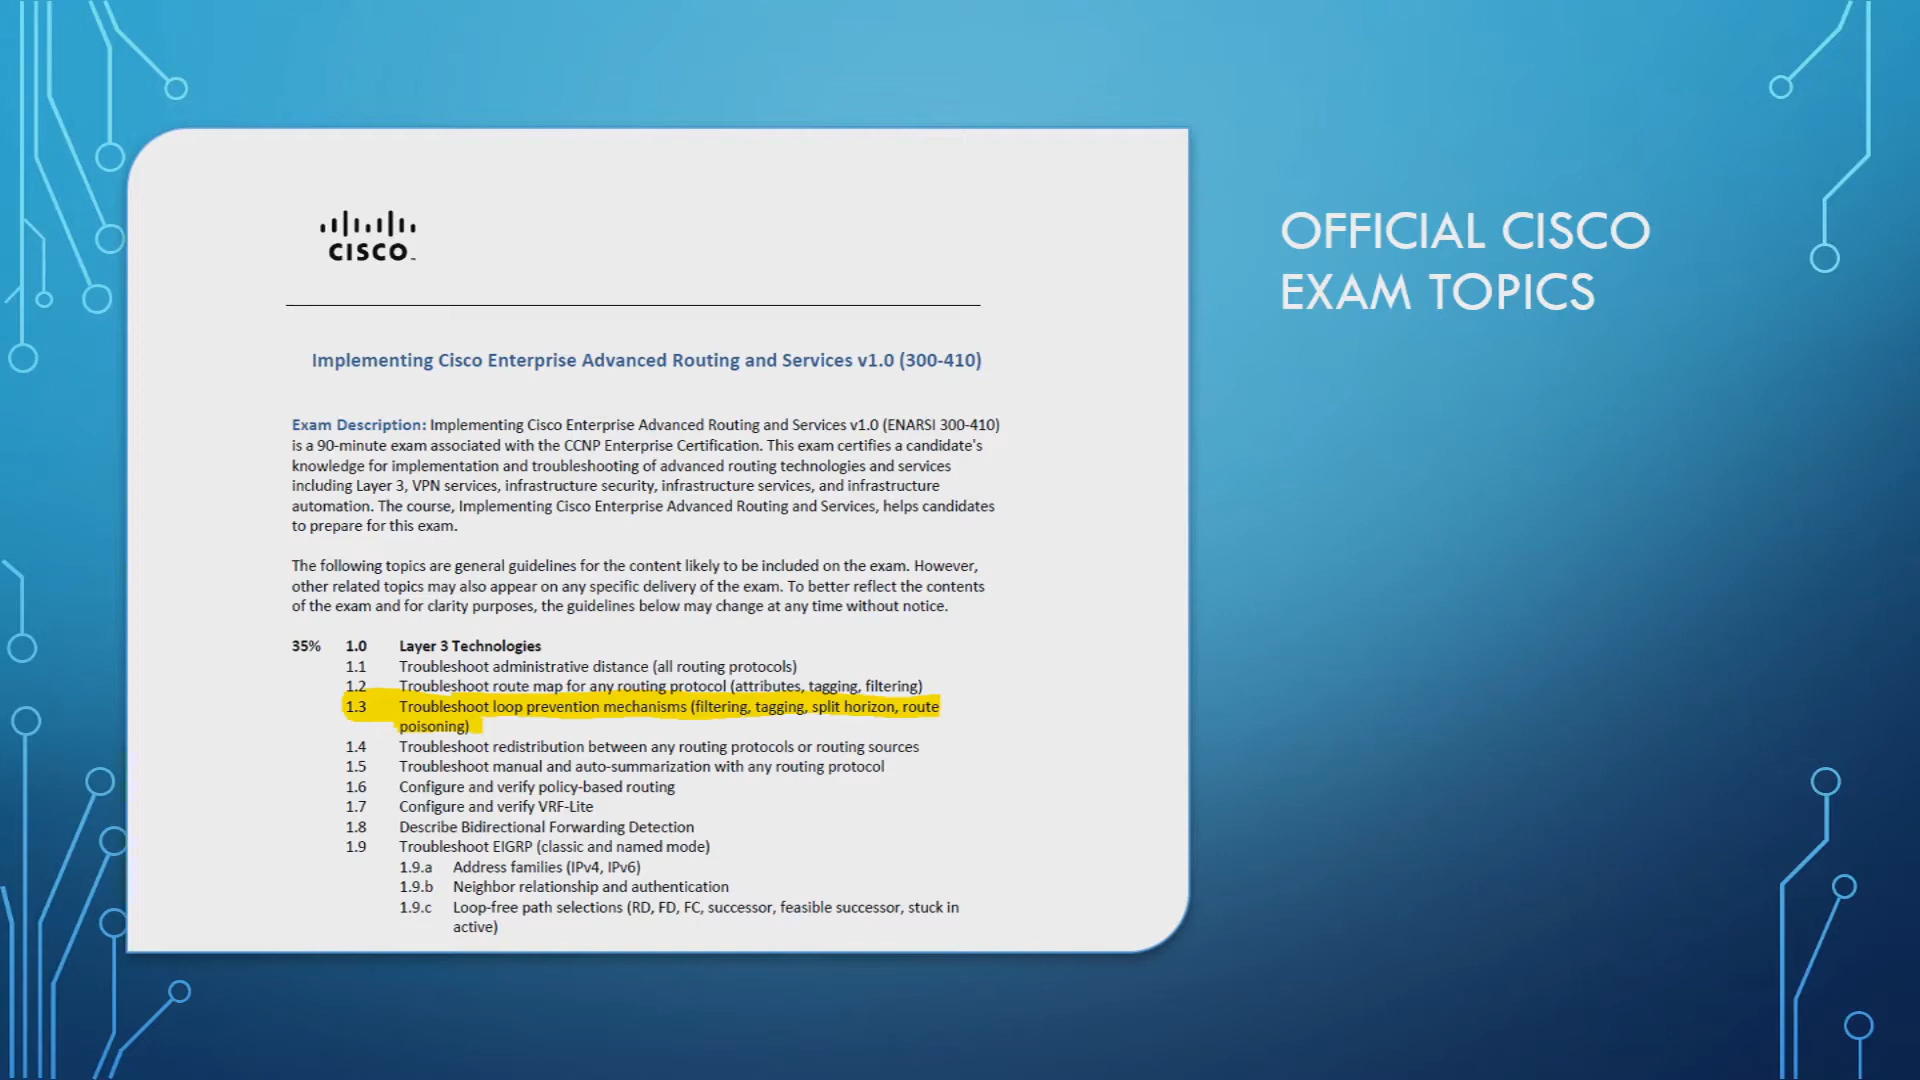 CISCO
Implementing Cisco Enterprise Advanced Routing and Services v1.0 (300-410)
Exam Description: Implementing Cisco Enterprise Advanced Routing and Services v1.0 (ENARSI 300-410)
is a 90-minute exam associated with the CCNP Enterprise Certification. This exam certifies a candidate's
knowledge for implementation and troubleshooting of advanced routing technologies and services
including Layer 3, VPN services, infrastructure security, infrastructure services, and infrastructure
automation. The course, Implementing Cisco Enterprise Advanced Routing and Services, helps candidates
to prepare for this exam.
The following topics are general guidelines for the content likely to be included on the exam. However,
other related topics may also appear on any specific delivery of the exam. To better reflect the contents
of the exam and for clarity purposes, the guidelines below may change at any time without notice.
35% 1.0 Layer 3 Technologies
1.1 Troubleshoot administrative distance (all routing protocols)
1.2 Troubleshoot route map for any routing protocol (attributes, tagging, filtering)
1.3 Troubleshoot loop prevention mechanisms (filtering, tagging, split horizon, route
poisoning)
1.4 Troubleshoot redistribution between any routing protocols or routing sources
1.5 Troubleshoot manual and auto-summarization with any routing protocol
1.6 Configure and verify policy-based routing
1.7 Configure and verify VRF-Lite
1.8 Describe Bidirectional Forwarding Detection
1.9 Troubleshoot EIGRP (classic and named mode)
1.9.a Address families (IPv4, IPv6)
1.9.b Neighbor relationship and authentication
1.9.c Loop-free path selections (RD, FD, FC, successor, feasible successor, stuck in
active)
OFFICIAL CISCO
EXAM TOPICS